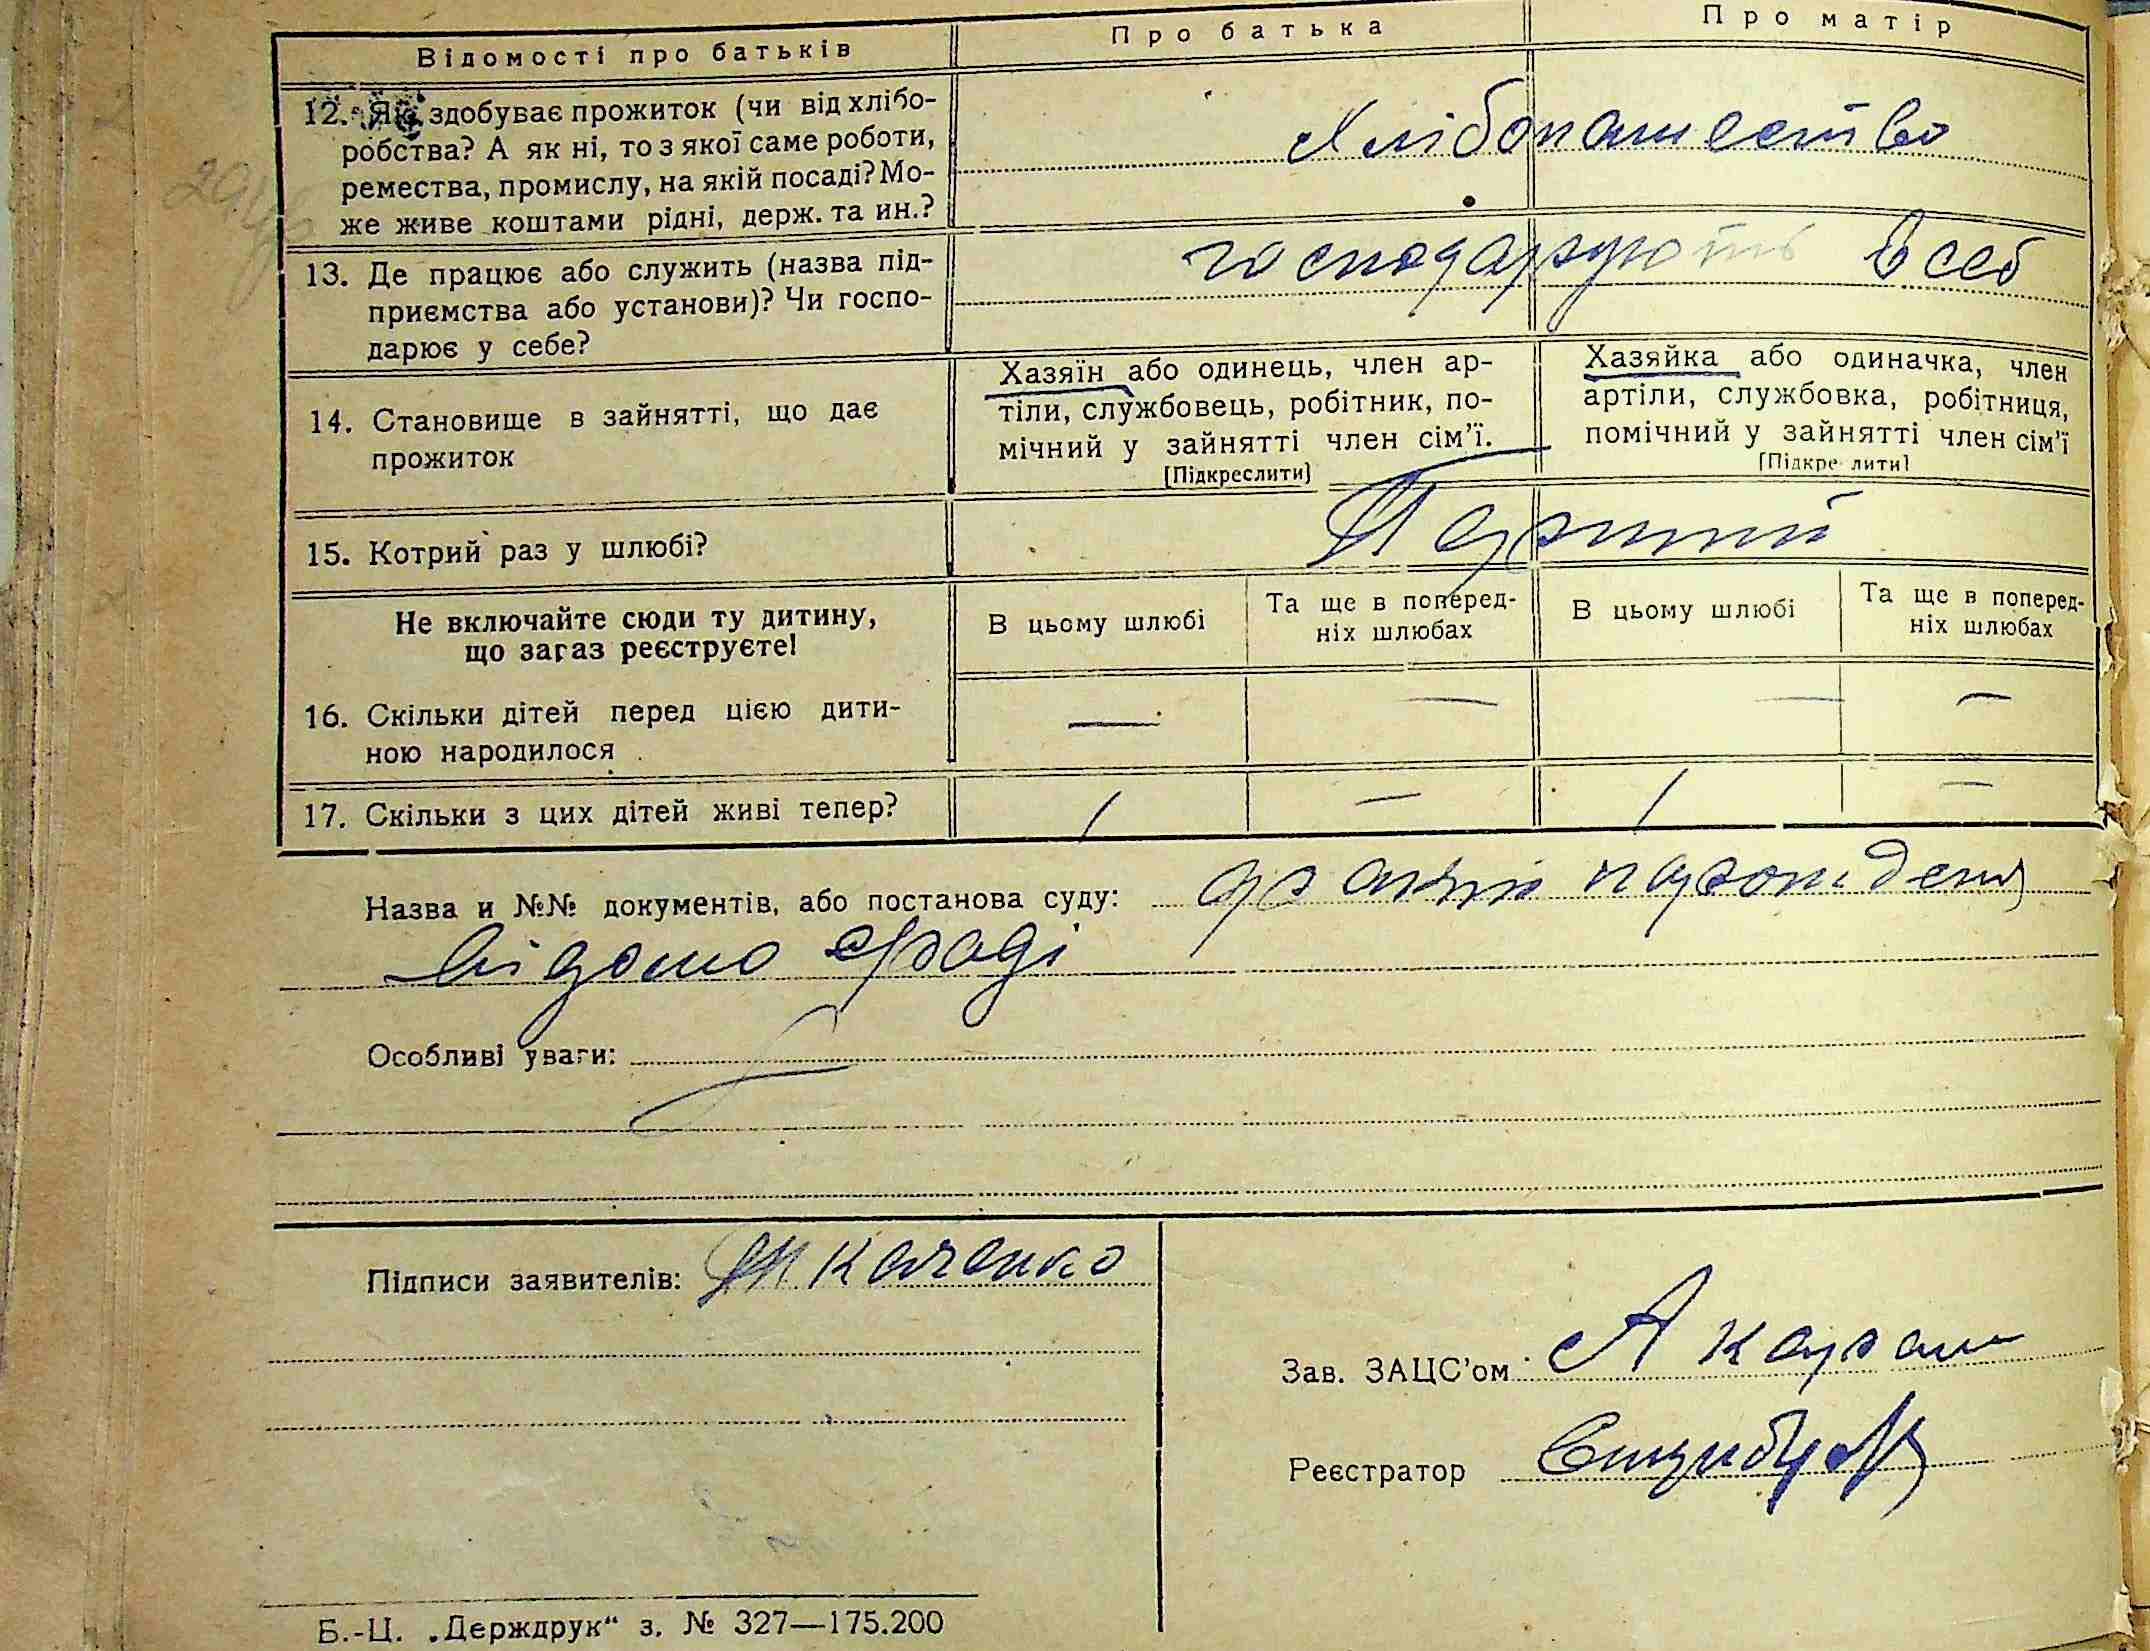 Відомості про батьків
Про батька
Про матір
12. Як здобуває прожиток (чи від хлібо-
робства? А як ні, то з якої саме роботи,
ремества, промислу, на якій посаді? Мо-
же живе коштами рідні, держ. та ин.?
Хлібопашество
13. Де працює або служить (назва під-
приємства або установи)? Чи госпо-
дарює у себе?
господарують в себ
14. Становище в зайнятті, що дає
прожиток
Хазяїн або одинець, член ар-
тіли, службовець, робітник, по-
мічний у зайнятті член сім'ї.
[Підкреслити]
Хазяйка або одиначка, член
артіли, службовка, робітниця,
помічний у зайнятті член сім'ї
[Підкре лити]
15. Котрий раз у шлюбі?
Перший
Не включайте сюди ту дитину,
що зараз реєструєте!
В цьому шлюбі
Та ще в поперед-
ніх шлюбах
В цьому шлюбі
Та ще в поперед-
ніх шлюбах
16. Скільки дітей перед цією дити-
ною народилося
— — — —
17. Скільки з цих дітей живі тепер?
/ — / —
Назва и №№ документів, або постанова суду:
відомо
Особливі уваги:
Підписи заявителів: Ткаченко
Зав. ЗАЦС'ом
Реєстратор
Б.-Ц. „Держдрук“ з. № 327—175.200